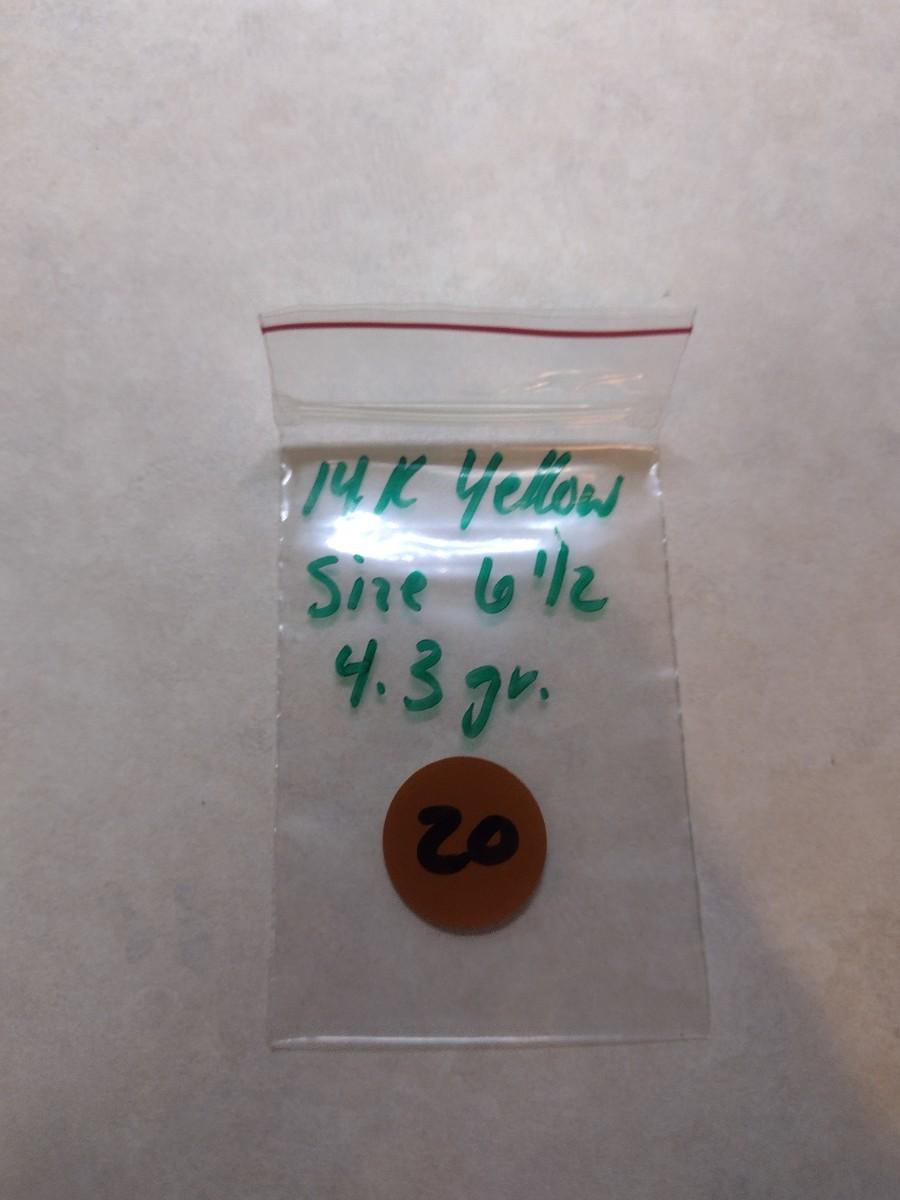 14K Yellow
Size 6 1/2
4.3 gr.
20